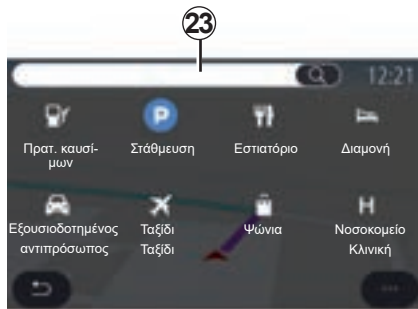 23
12:21
P
Πρατ. καυσί-
μων
Στάθμευση
Εστιατόριο
Διαμονή
H
Εξουσιοδοτημένος
αντιπρόσωπος
Ταξίδι
Ταξίδι
Ψώνια
Νοσοκομείο
Κλινική